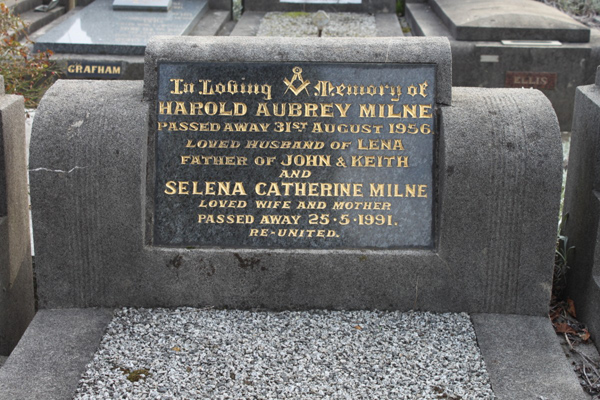 GRAFHAM
ELLIS
In Loving Memory of
HAROLD AUBREY MILNE
PASSED AWAY 31ST AUGUST 1956
LOVED HUSBAND OF LENA
FATHER OF JOHN & KEITH
AND
SELENA CATHERINE MILNE
LOVED WIFE AND MOTHER
PASSED AWAY 25·5·1991.
RE-UNITED.